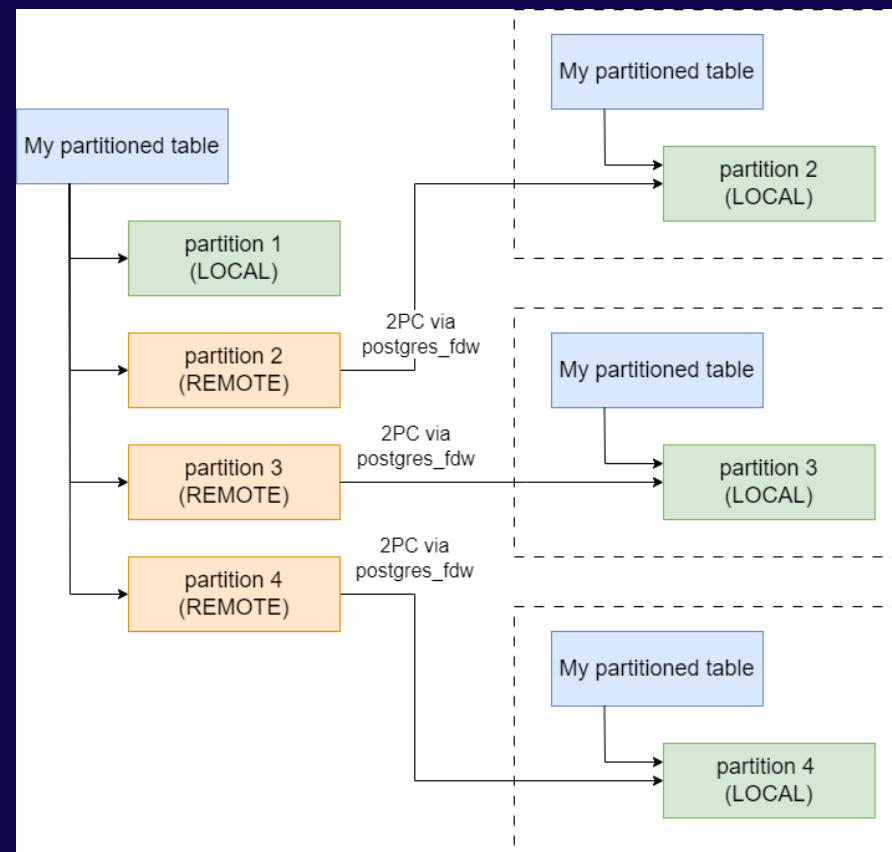 My partitioned table
partition 1
(LOCAL)
partition 2
(REMOTE)
partition 3
(REMOTE)
partition 4
(REMOTE)
2PC via
postgres_fdw
2PC via
postgres_fdw
2PC via
postgres_fdw
My partitioned table
partition 2
(LOCAL)
My partitioned table
partition 3
(LOCAL)
My partitioned table
partition 4
(LOCAL)